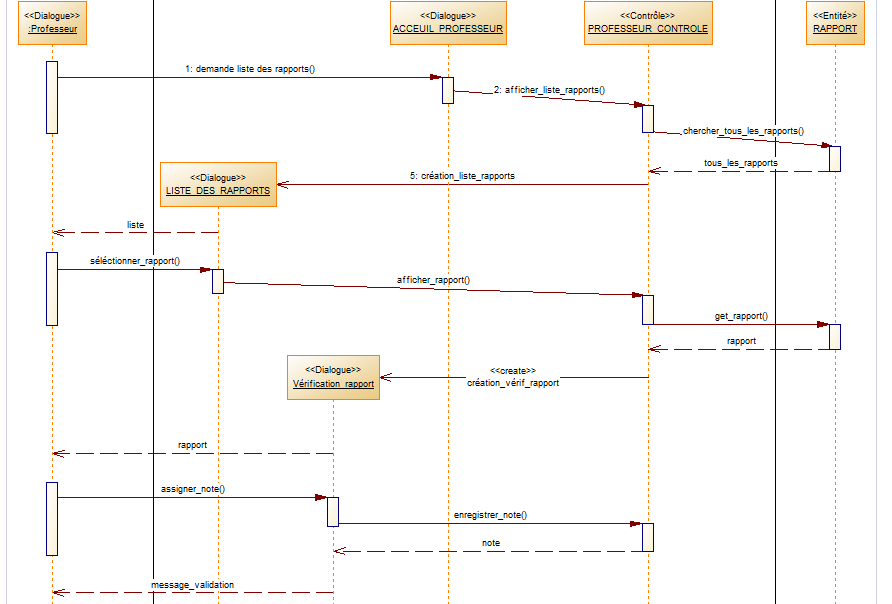 <<Dialogue>>
:Professeur
<<Dialogue>>
ACCEUIL_PROFESSEUR
<<Contrôle>>
PROFESSEUR_CONTROLE
<<Entité>>
RAPPORT
1: demande liste des rapports()
2: afficher_liste_rapports()
chercher_tous_les_rapports()
tous_les_rapports
<<Dialogue>>
LISTE_DES_RAPPORTS
5: création_liste_rapports
liste
séléctionner_rapport()
afficher_rapport()
get_rapport()
rapport
<<Dialogue>>
Vérification_rapport
<<create>>
création_vérif_rapport
rapport
assigner_note()
enregistrer_note()
note
message_validation